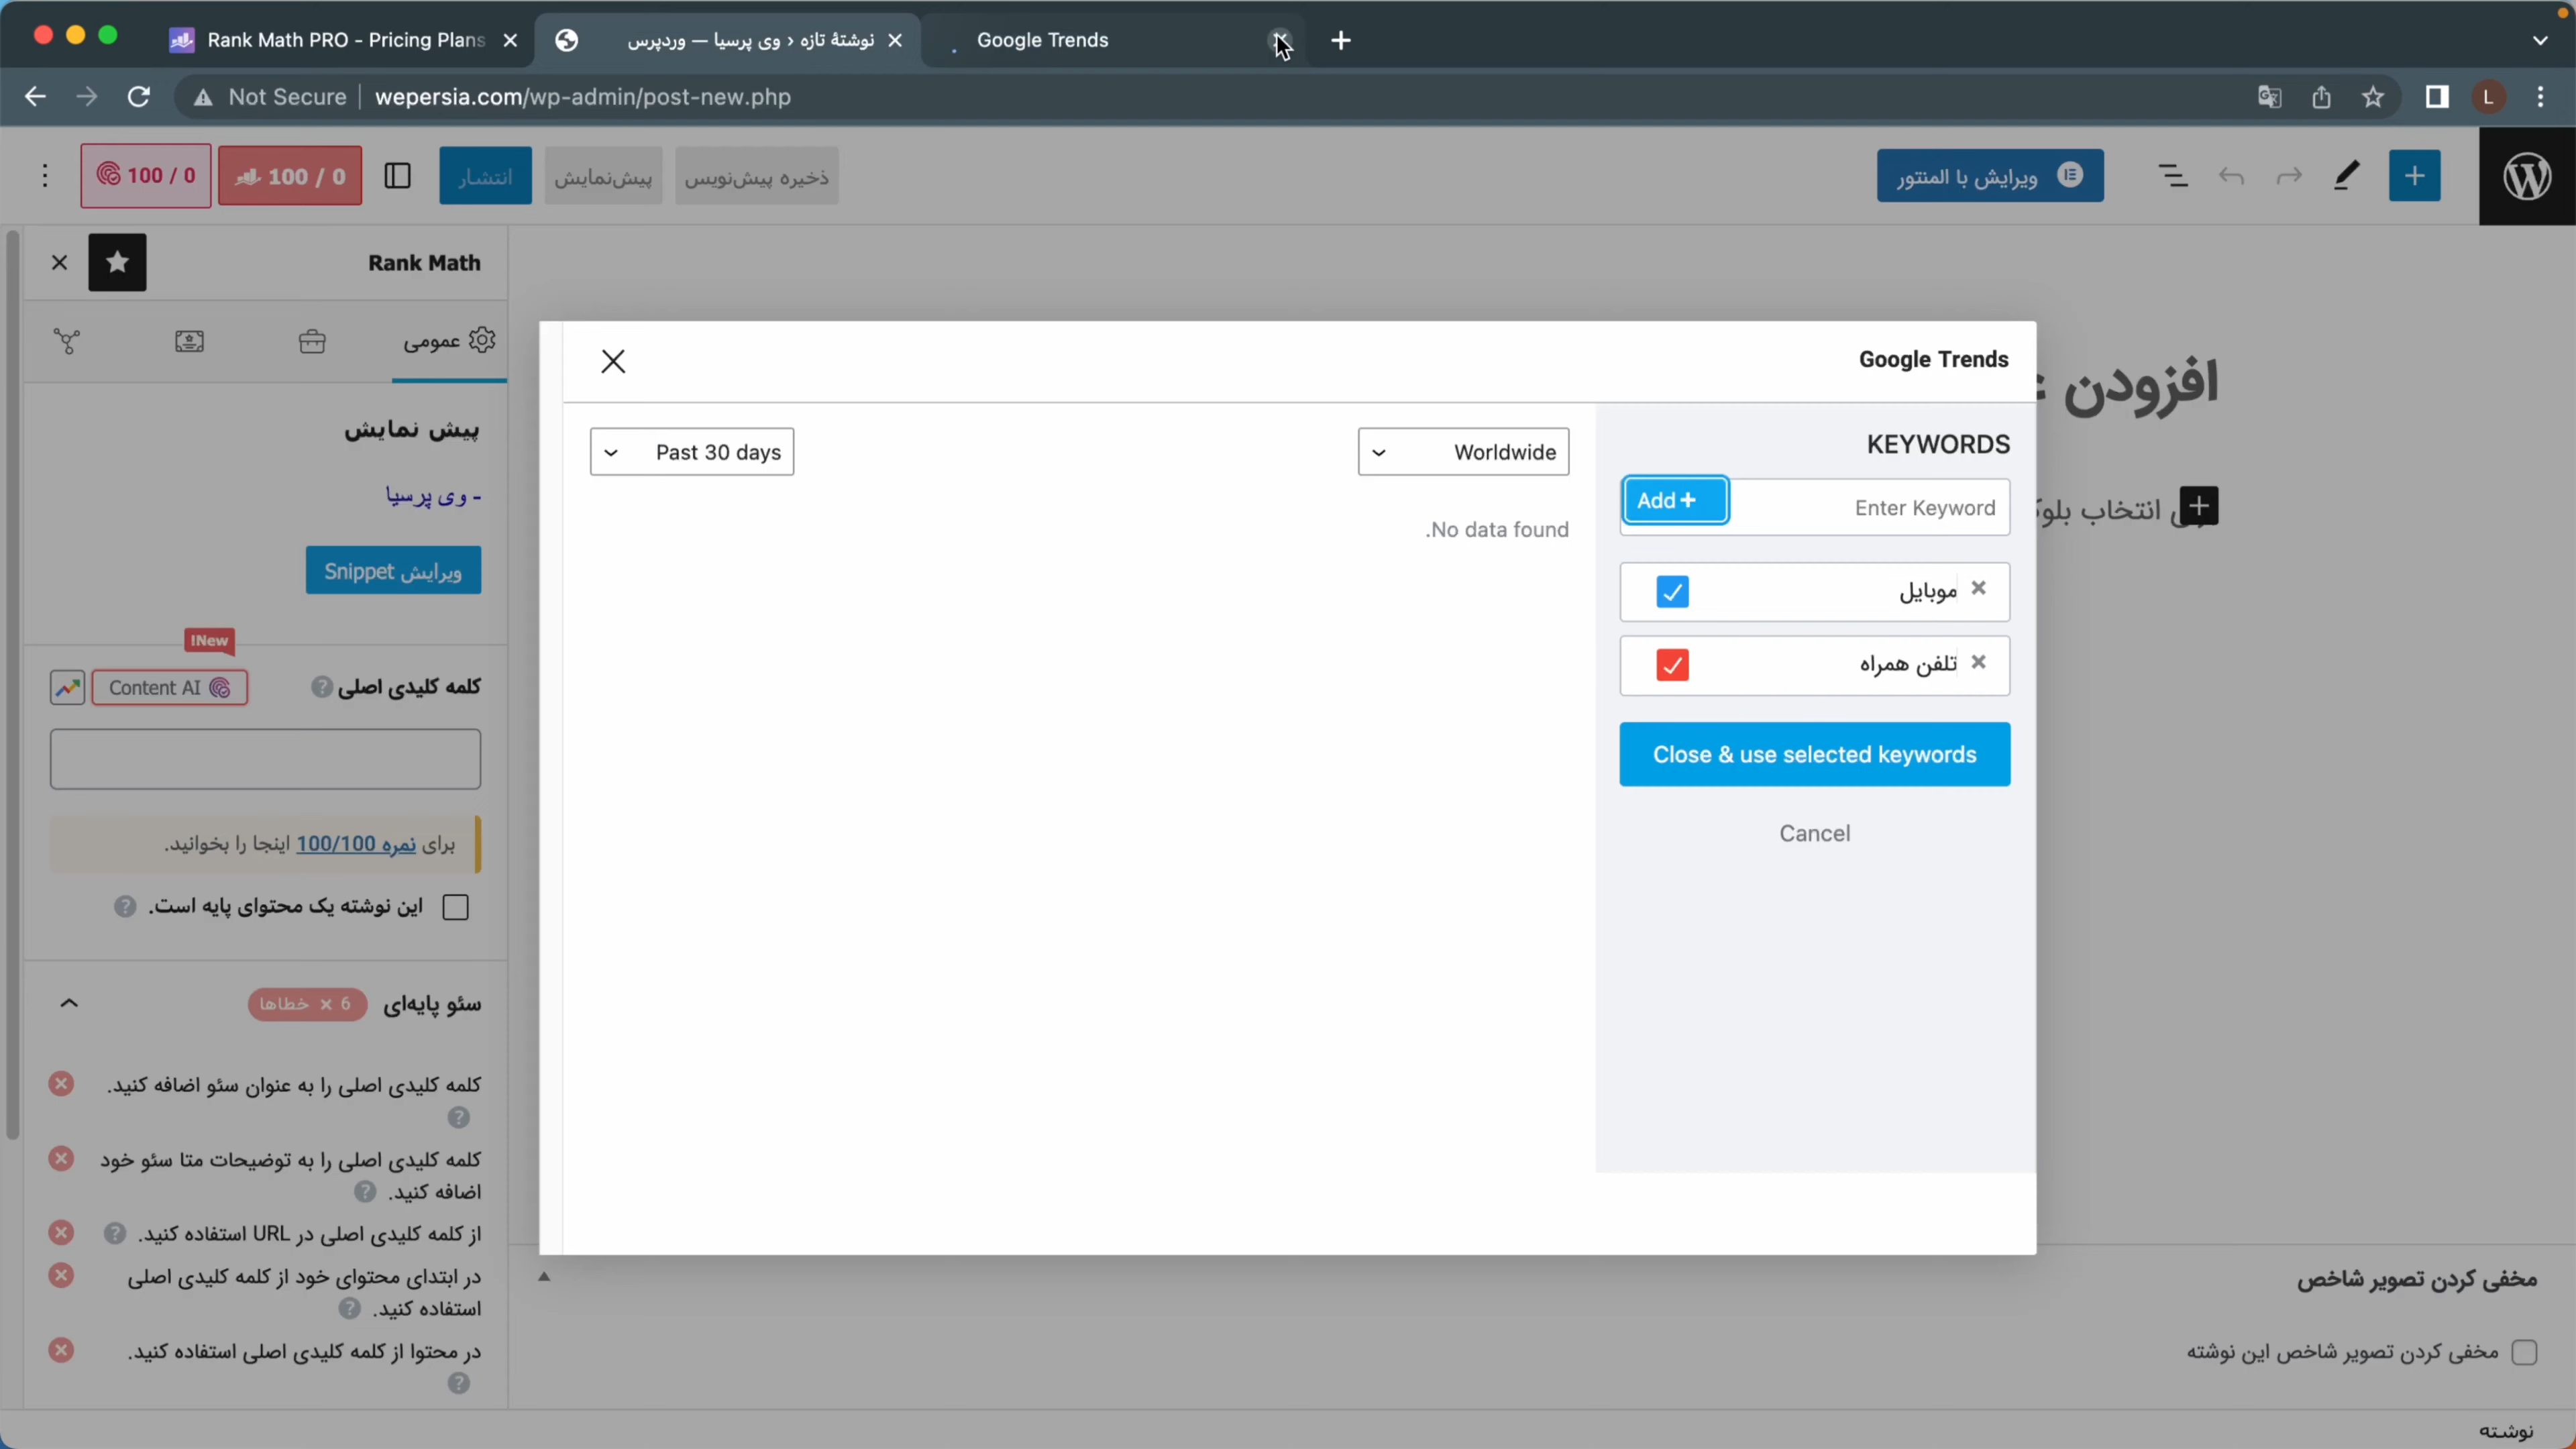 Rank Math PRO - Pricing Plans
نوشتهٔ تازه ‹ وی پرسیا — وردپرس
Google Trends
Not Secure
wepersia.com/wp-admin/post-new.php
L
100 / 0
100 / 0
انتشار
پیش‌نمایش
ذخیره پیش‌نویس
ویرایش با المنتور
Rank Math
عمومی
پیش نمایش
- وی پرسیا
ویرایش Snippet
!New
کلمه کلیدی اصلی
Content AI
برای نمره 100/100 اینجا را بخوانید.
این نوشته یک محتوای پایه است.
سئو پایه‌ای
6 × خطاها
کلمه کلیدی اصلی را به عنوان سئو اضافه کنید.
کلمه کلیدی اصلی را به توضیحات متا سئو خود
اضافه کنید.
از کلمه کلیدی اصلی در URL استفاده کنید.
در ابتدای محتوای خود از کلمه کلیدی اصلی
استفاده کنید.
در محتوا از کلمه کلیدی اصلی استفاده کنید.
Google Trends
Past 30 days
Worldwide
.No data found
KEYWORDS
Add +
Enter Keyword
موبایل
تلفن همراه
Close & use selected keywords
Cancel
افزودن
انتخاب
مخفی کردن تصویر شاخص
مخفی کردن تصویر شاخص این نوشته
نوشته